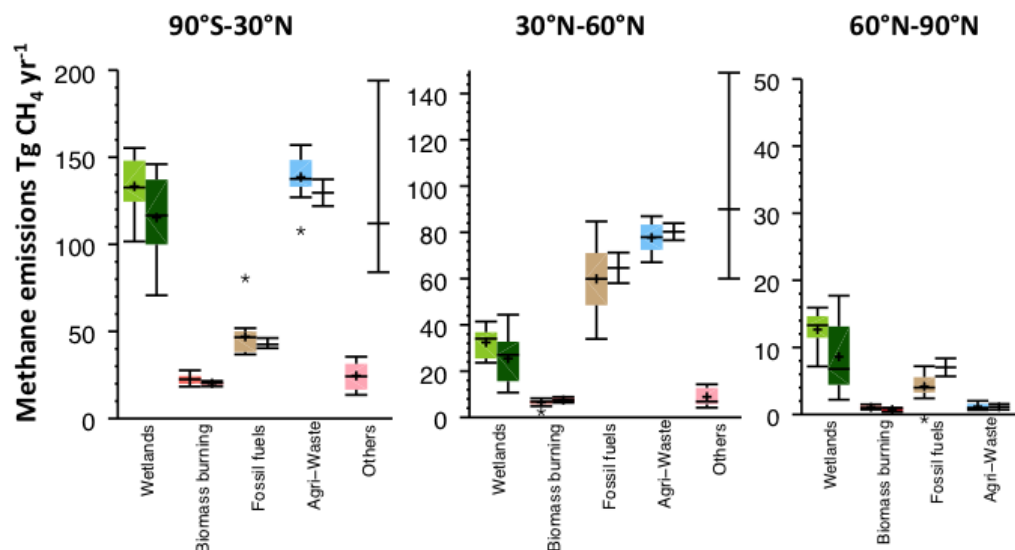 90°S-30°N
30°N-60°N
60°N-90°N
Methane emissions Tg CH₄ yr⁻¹
200
150
100
50
0
Wetlands
Biomass burning
Fossil fuels
Agri–Waste
Others
140
120
100
80
60
40
20
0
Wetlands
Biomass burning
Fossil fuels
Agri–Waste
Others
50
40
30
20
10
0
Wetlands
Biomass burning
Fossil fuels
Agri–Waste